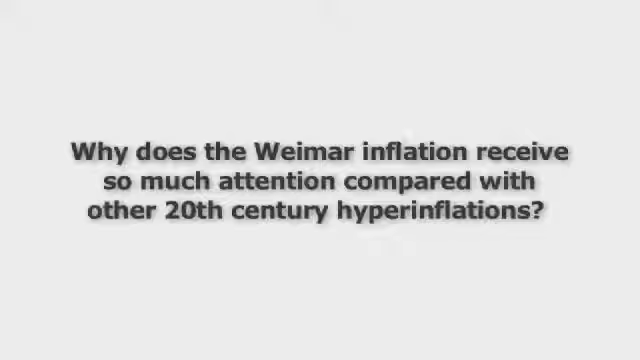 Why does the Weimar inflation receive
so much attention compared with
other 20th century hyperinflations?